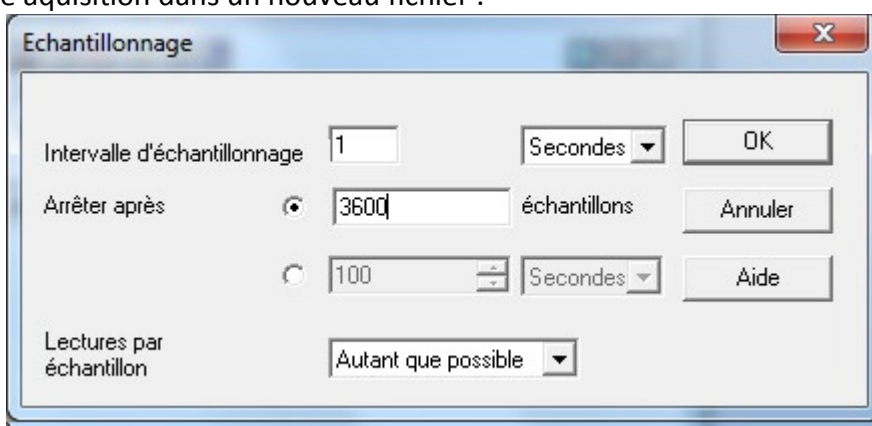 e aquisition dans un nouveau fichier :
Echantillonnage
Intervalle d'échantillonnage 1 Secondes OK
Arrêter après 3600 échantillons Annuler
100 Secondes Aide
Lectures par
échantillon Autant que possible